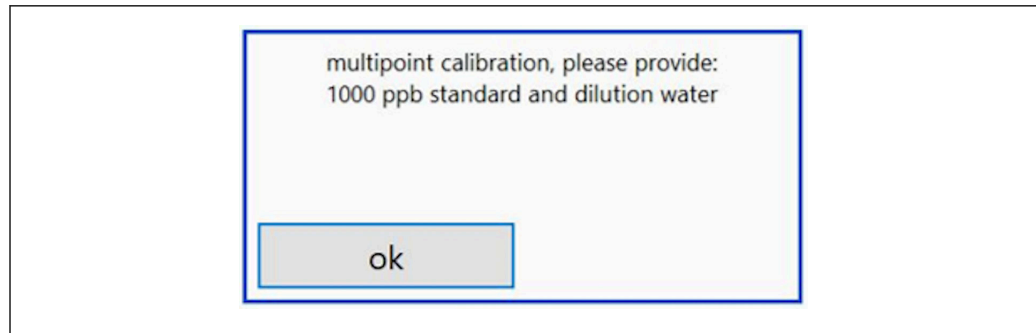 multipoint calibration, please provide:
1000 ppb standard and dilution water
ok